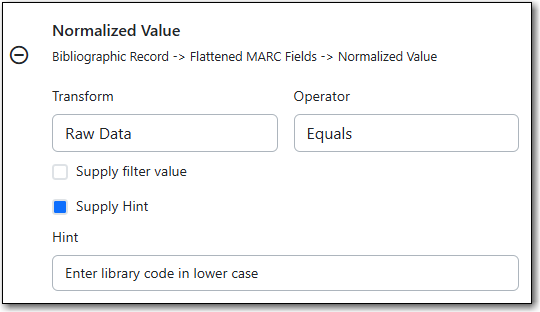 Normalized Value
Bibliographic Record -> Flattened MARC Fields -> Normalized Value
Transform
Operator
Raw Data
Equals
Supply filter value
Supply Hint
Hint
Enter library code in lower case